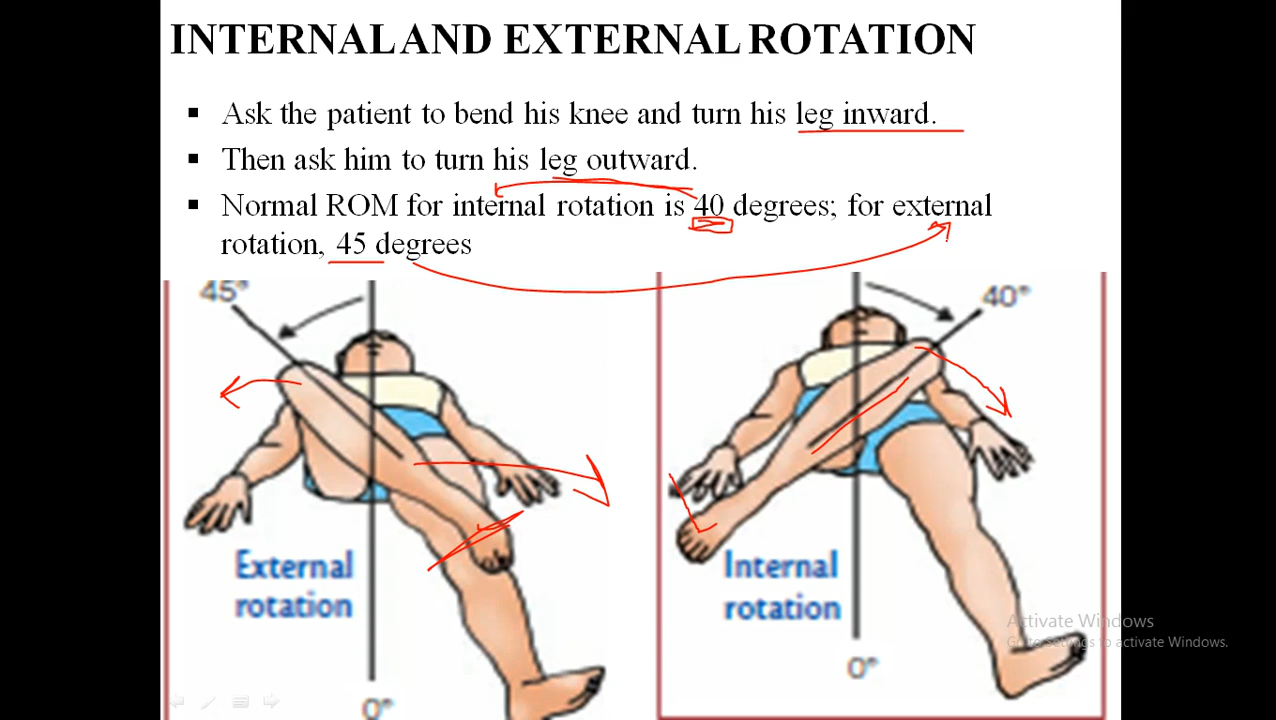 INTERNAL AND EXTERNAL ROTATION
▪ Ask the patient to bend his knee and turn his leg inward.
▪ Then ask him to turn his leg outward.
▪ Normal ROM for internal rotation is 40 degrees; for external
rotation, 45 degrees
45°
40°
External
rotation
Internal
rotation
0°
0°
Activate Windows
Go to Settings to activate Windows.